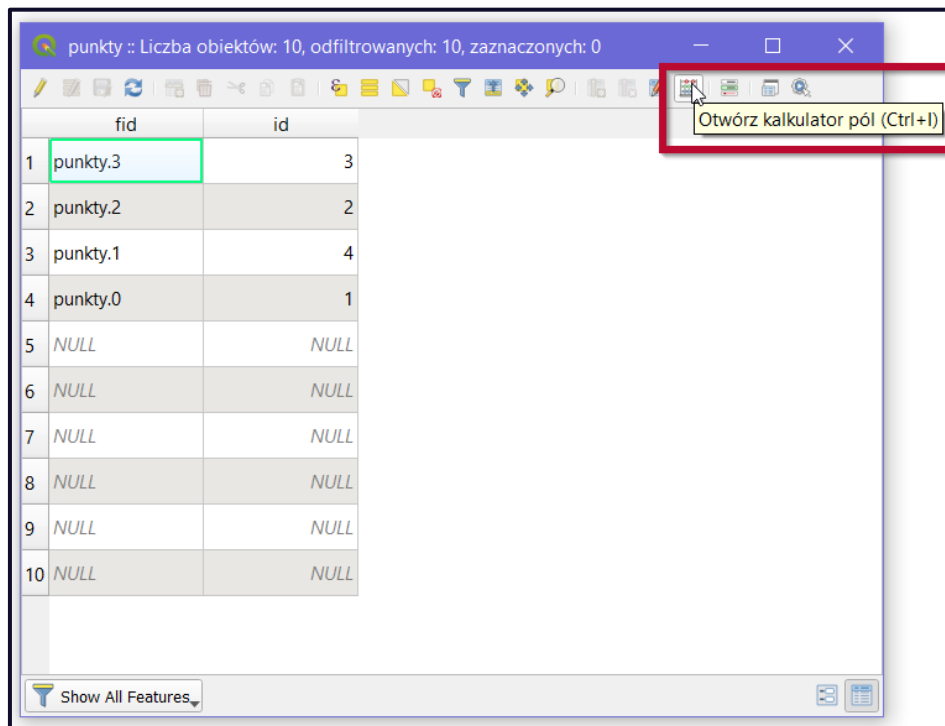 punkty :: Liczba obiektów: 10, odfiltrowanych: 10, zaznaczonych: 0
Otwórz kalkulator pól (Ctrl+I)
fid id
1 punkty.3 3
2 punkty.2 2
3 punkty.1 4
4 punkty.0 1
5 NULL NULL
6 NULL NULL
7 NULL NULL
8 NULL NULL
9 NULL NULL
10 NULL NULL
Show All Features